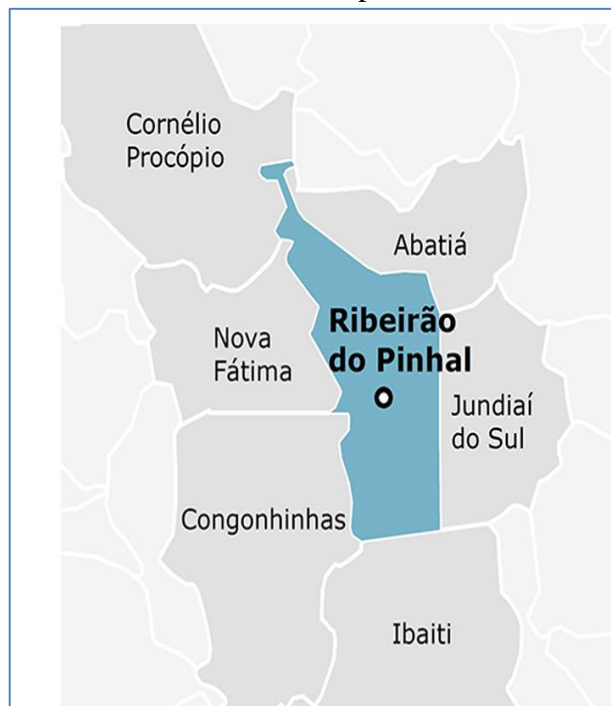 Cornélio
Procópio
Abatiá
Ribeirão
do Pinhal
Nova
Fátima
Jundiaí
do Sul
Congonhinhas
Ibaiti